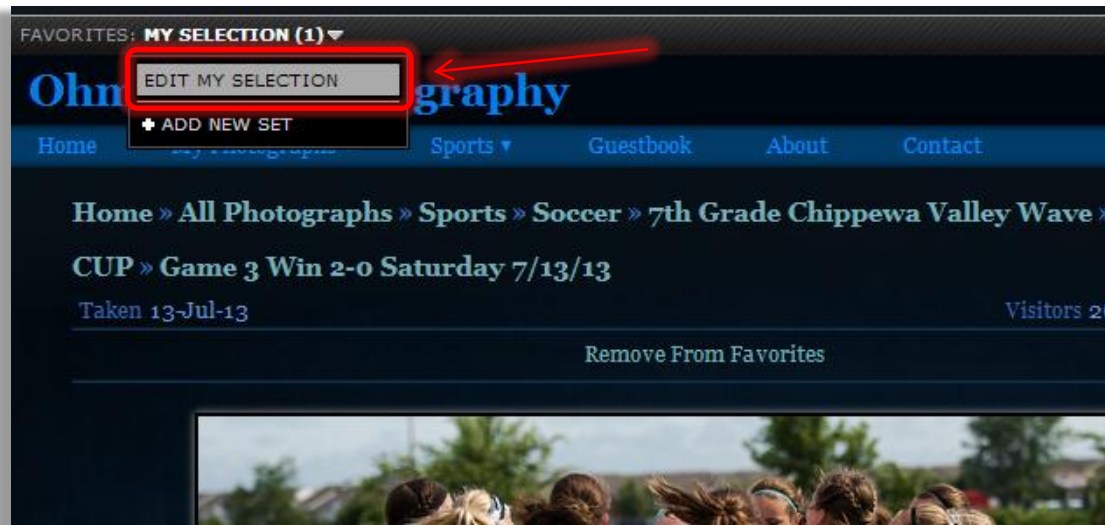 FAVORITES: MY SELECTION (1)
EDIT MY SELECTION
Ohm graphy
ADD NEW SET
Home My Photographs Sports ▾ Guestbook About Contact
Home » All Photographs » Sports » Soccer » 7th Grade Chippewa Valley Wave »
CUP » Game 3 Win 2-0 Saturday 7/13/13
Taken 13-Jul-13 Visitors
Remove From Favorites